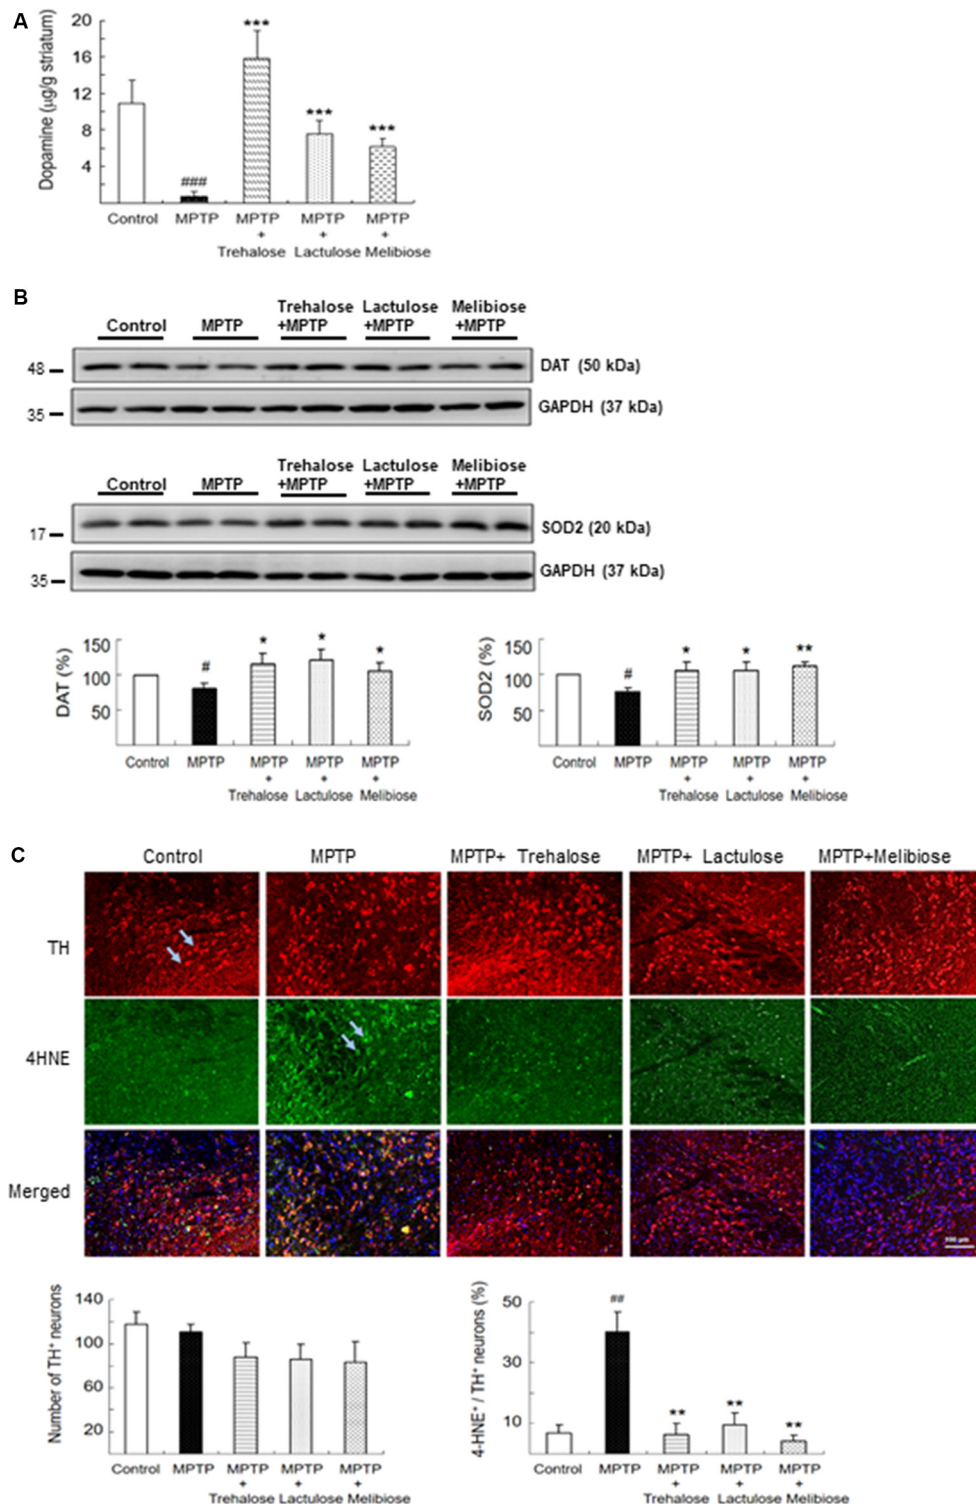 A
Dopamine (µg/g striatum)
20
16
12
8
4
***
***
***
###
Control MPTP MPTP MPTP MPTP
+ + +
Trehalose Lactulose Melibiose
B
Control MPTP Trehalose +MPTP Lactulose +MPTP Melibiose +MPTP
48 DAT (50 kDa)
35 GAPDH (37 kDa)
Control MPTP Trehalose +MPTP Lactulose +MPTP Melibiose +MPTP
17 SOD2 (20 kDa)
35 GAPDH (37 kDa)
DAT (%)
150
100
50
# * * *
Control MPTP MPTP MPTP MPTP
+ + +
Trehalose Lactulose Melibiose
SOD2 (%)
150
100
50
# * * **
Control MPTP MPTP MPTP MPTP
+ + +
Trehalose Lactulose Melibiose
C
Control MPTP MPTP+ Trehalose MPTP+ Lactulose MPTP+Melibiose
TH
4HNE
Merged
Number of TH⁺ neurons
140
100
60
20
Control MPTP MPTP MPTP MPTP
+ + +
Trehalose Lactulose Melibiose
4-HNE⁺ / TH⁺ neurons (%)
50
30
10
##
** ** **
Control MPTP MPTP MPTP MPTP
+ + +
Trehalose Lactulose Melibiose